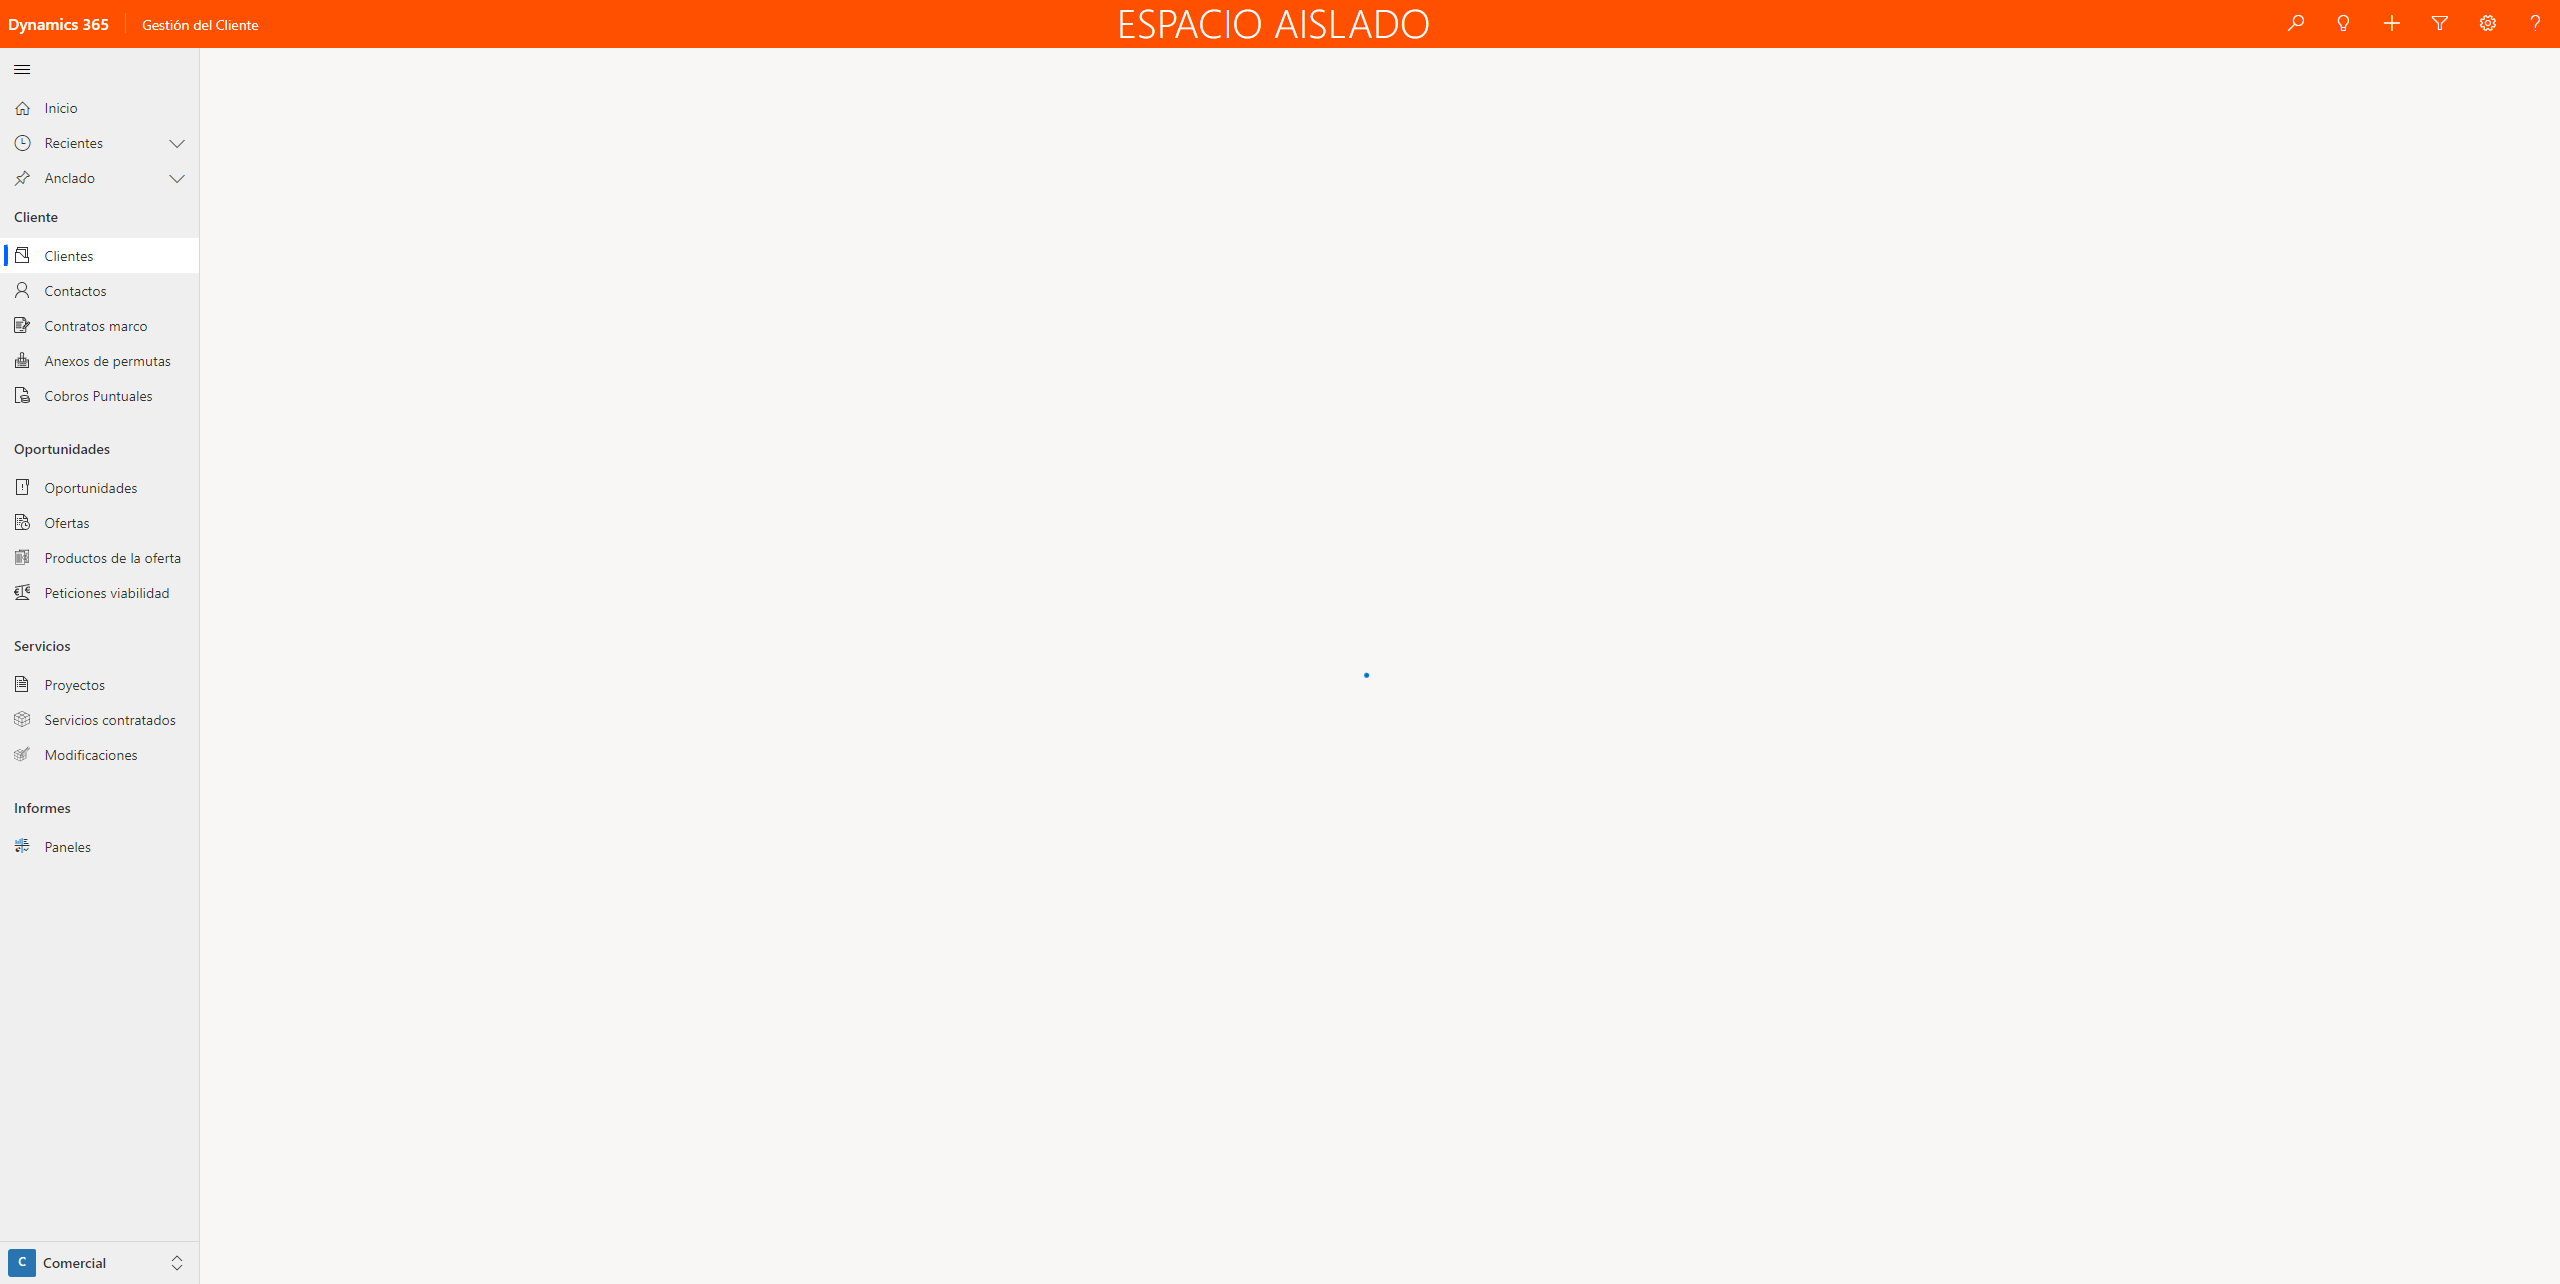 Dynamics 365
Gestión del Cliente
ESPACIO AISLADO
Inicio
Recientes
Anclado
Cliente
Clientes
Contactos
Contratos marco
Anexos de permutas
Cobros Puntuales
Oportunidades
Oportunidades
Ofertas
Productos de la oferta
Peticiones viabilidad
Servicios
Proyectos
Servicios contratados
Modificaciones
Informes
Paneles
C
Comercial